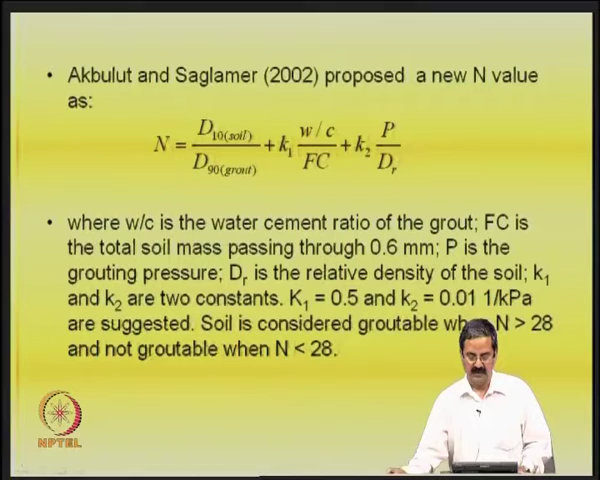 • Akbulut and Saglamer (2002) proposed a new N value
as:
N = D10(soil) / D90(grout) + k1 w / c / FC + k2 P / Dr
• where w/c is the water cement ratio of the grout; FC is
the total soil mass passing through 0.6 mm; P is the
grouting pressure; Dr is the relative density of the soil; k1
and k2 are two constants. K1 = 0.5 and k2 = 0.01 1/kPa
are suggested. Soil is considered groutable N > 28
and not groutable when N < 28.
NPTEL